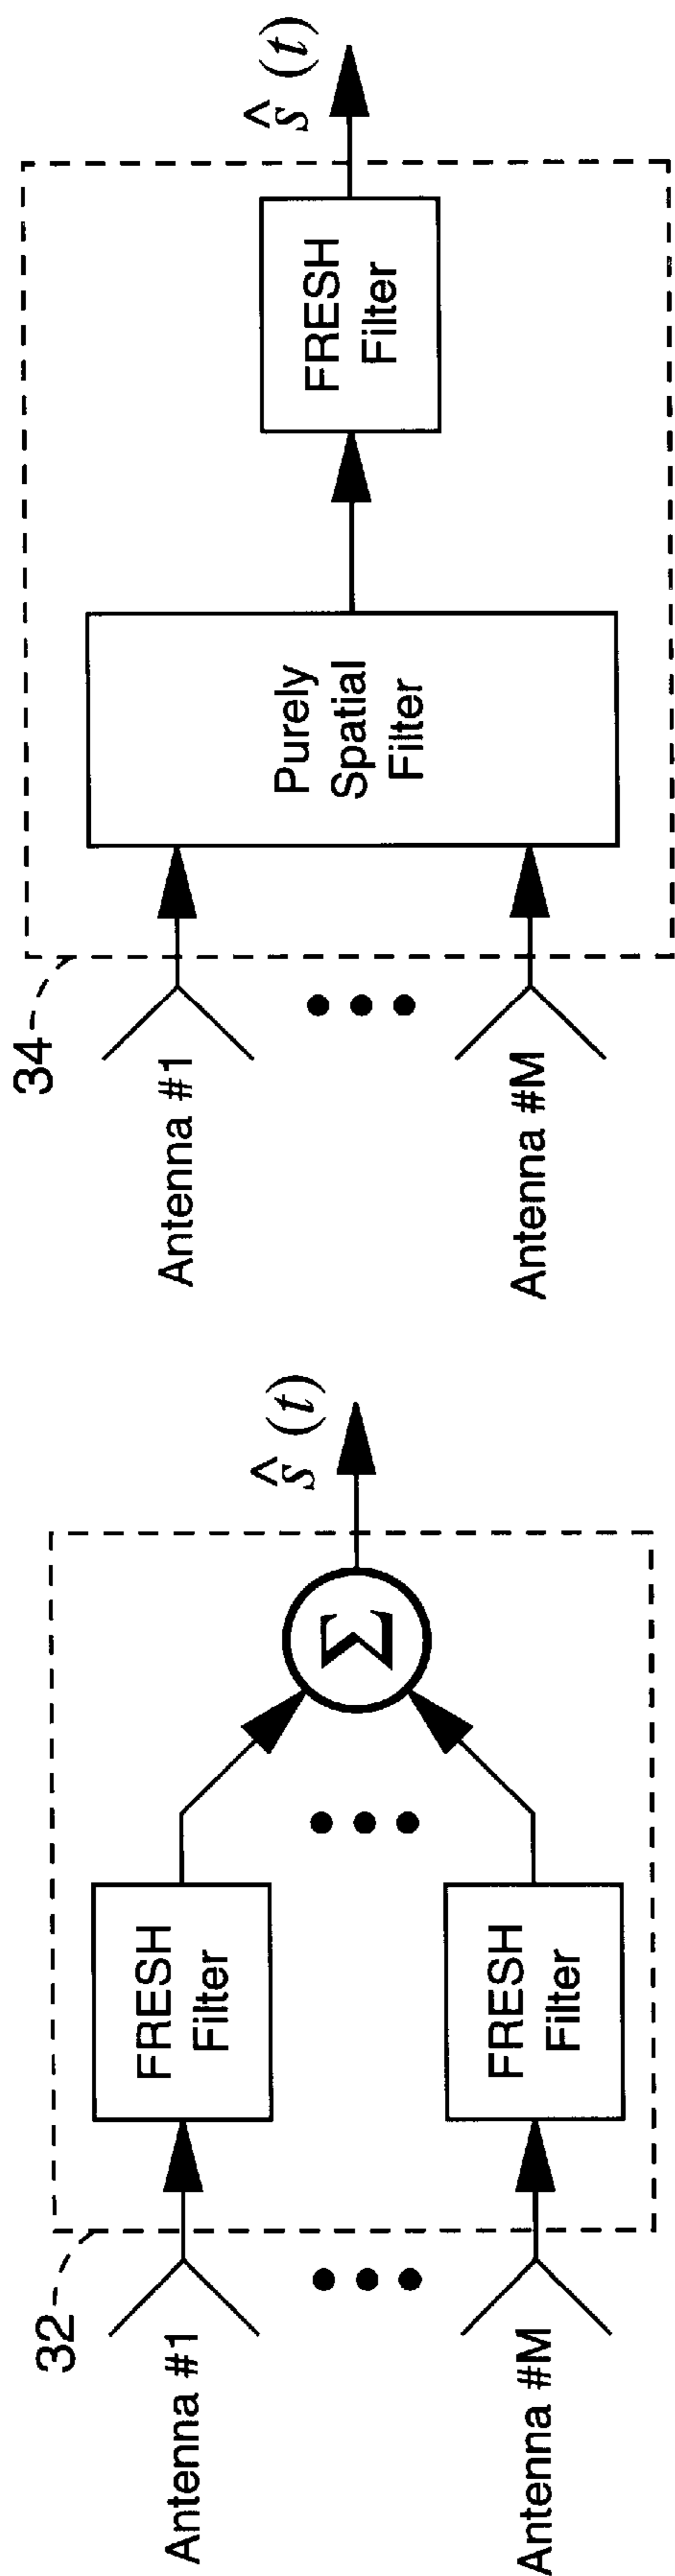 32
Antenna #1
FRESH
Filter
Antenna #M
FRESH
Filter
Σ
ŝ (t)
34
Antenna #1
Antenna #M
Purely
Spatial
Filter
FRESH
Filter
ŝ (t)